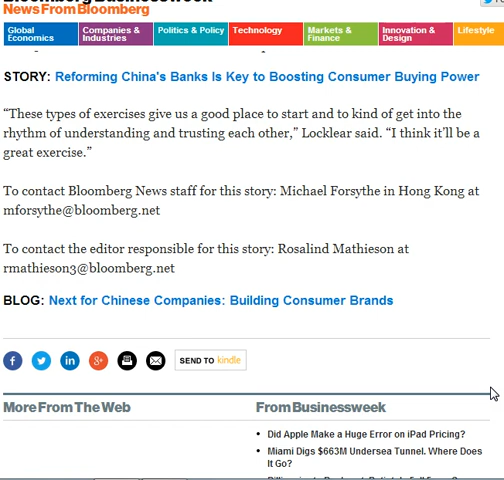 Bloomberg Businessweek
News From Bloomberg
Global Economics
Companies & Industries
Politics & Policy
Technology
Markets & Finance
Innovation & Design
Lifestyle
STORY: Reforming China's Banks Is Key to Boosting Consumer Buying Power
“These types of exercises give us a good place to start and to kind of get into the
rhythm of understanding and trusting each other,” Locklear said. “I think it'll be a
great exercise.”
To contact Bloomberg News staff for this story: Michael Forsythe in Hong Kong at
mforsythe@bloomberg.net
To contact the editor responsible for this story: Rosalind Mathieson at
rmathieson3@bloomberg.net
BLOG: Next for Chinese Companies: Building Consumer Brands
SEND TO kindle
More From The Web
From Businessweek
• Did Apple Make a Huge Error on iPad Pricing?
• Miami Digs $663M Undersea Tunnel. Where Does
It Go?